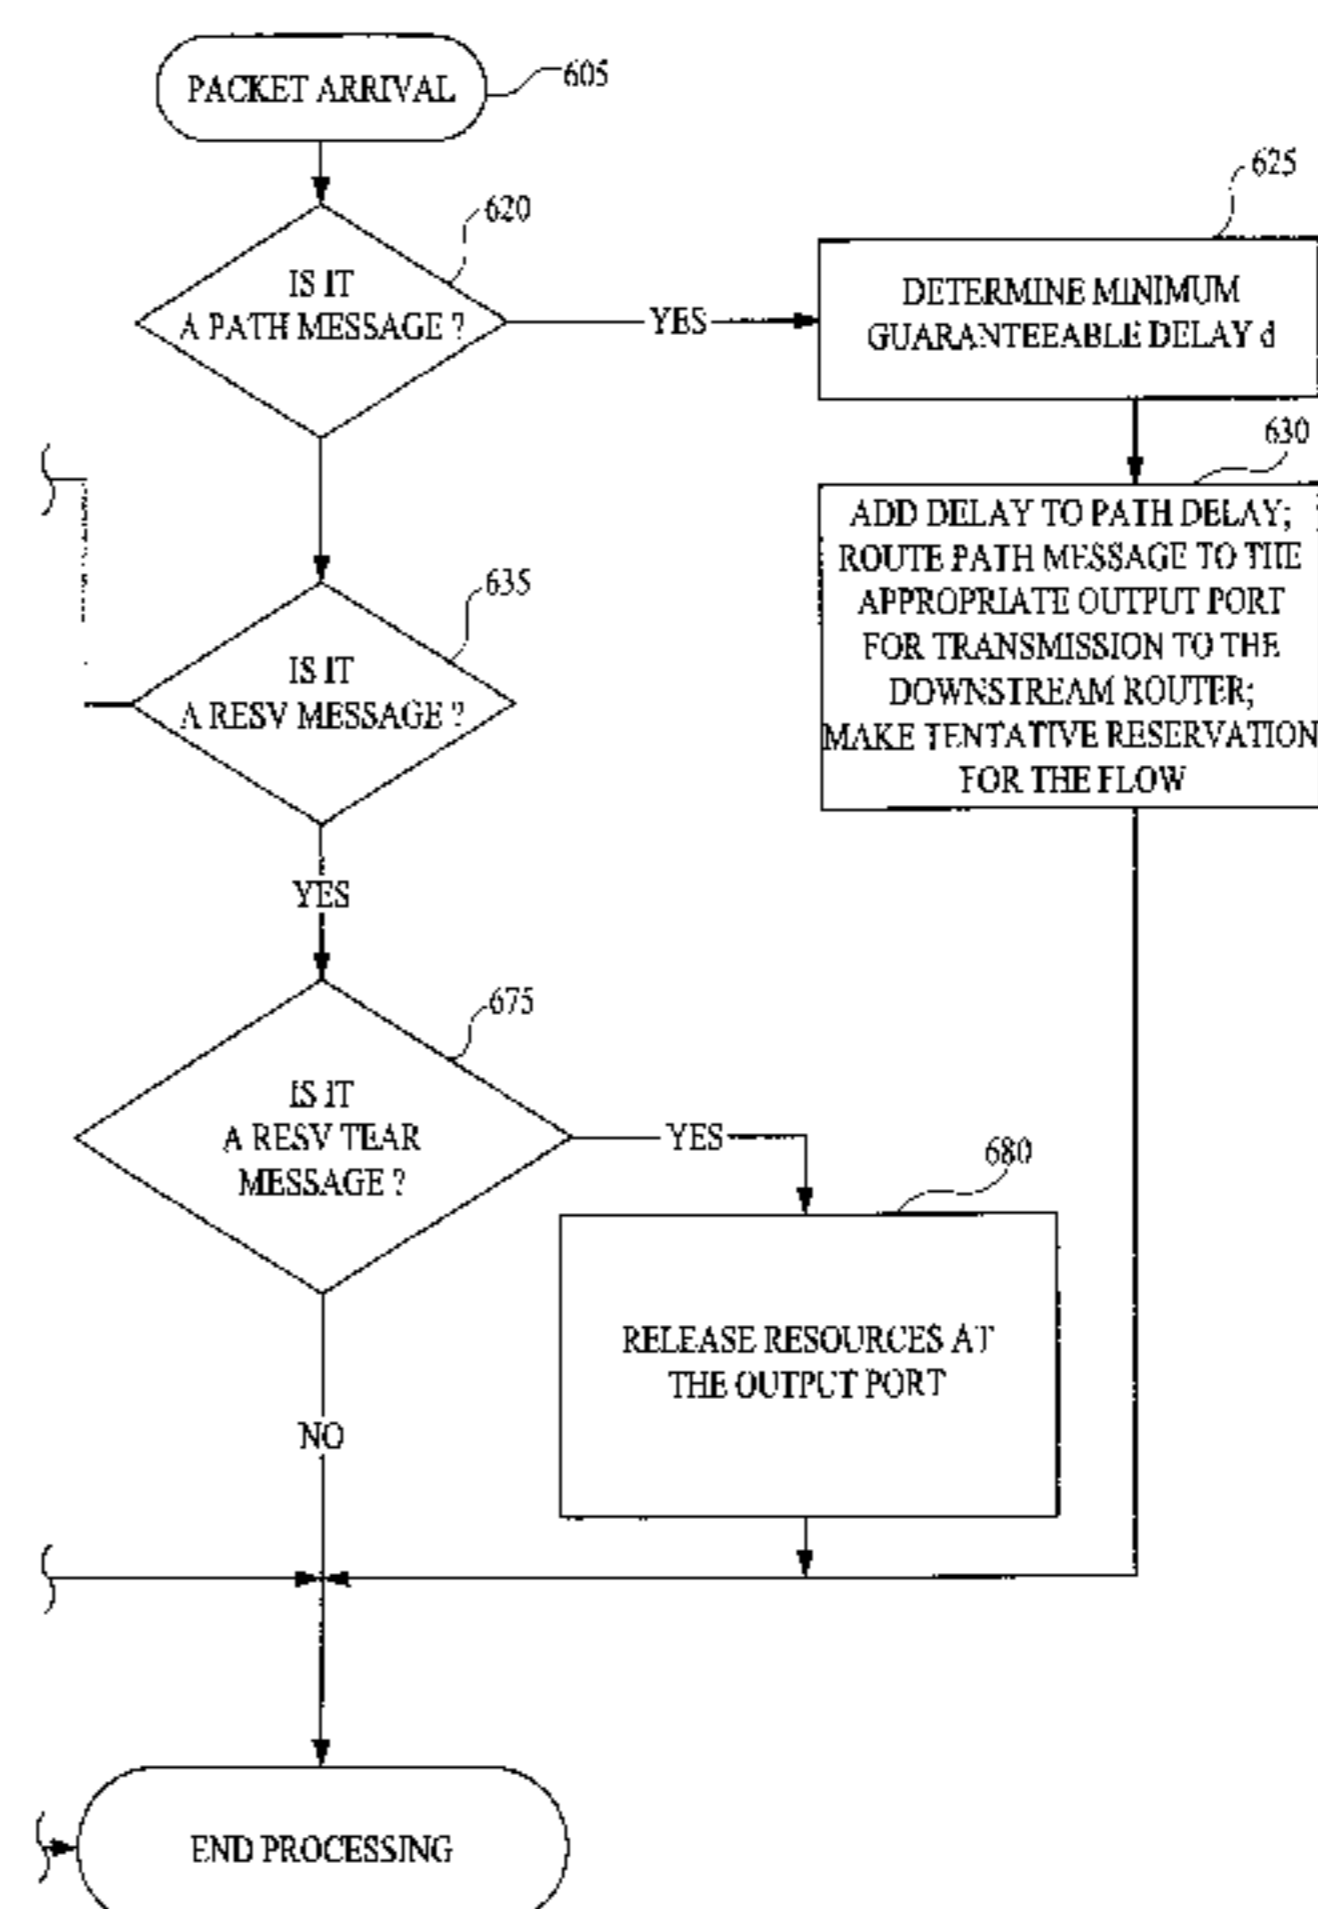 PACKET ARRIVAL
605
620
IS IT
A PATH MESSAGE ?
YES
625
DETERMINE MINIMUM
GUARANTEEABLE DELAY d
630
ADD DELAY TO PATH DELAY;
ROUTE PATH MESSAGE TO THE
APPROPRIATE OUTPUT PORT
FOR TRANSMISSION TO THE
DOWNSTREAM ROUTER;
MAKE TENTATIVE RESERVATION
FOR THE FLOW
635
IS IT
A RESV MESSAGE ?
YES
675
IS IT
A RESV TEAR
MESSAGE ?
YES
680
RELEASE RESOURCES AT
THE OUTPUT PORT
NO
END PROCESSING